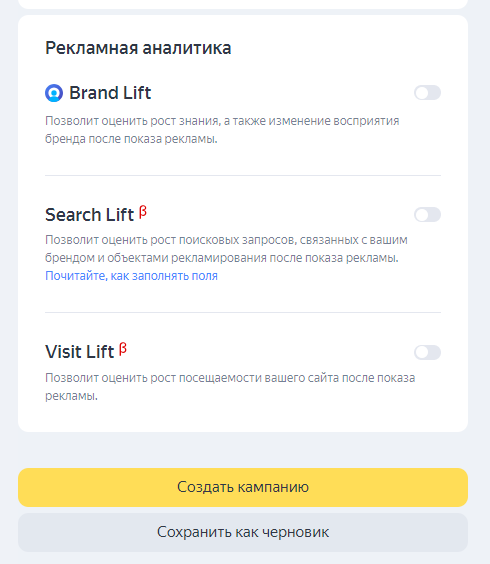 Рекламная аналитика
Brand Lift
Позволит оценить рост знания, а также изменение восприятия
бренда после показа рекламы.
Search Lift β
Позволит оценить рост поисковых запросов, связанных с вашим
брендом и объектами рекламирования после показа рекламы.
Почитайте, как заполнять поля
Visit Lift β
Позволит оценить рост посещаемости вашего сайта после показа
рекламы.
Создать кампанию
Сохранить как черновик